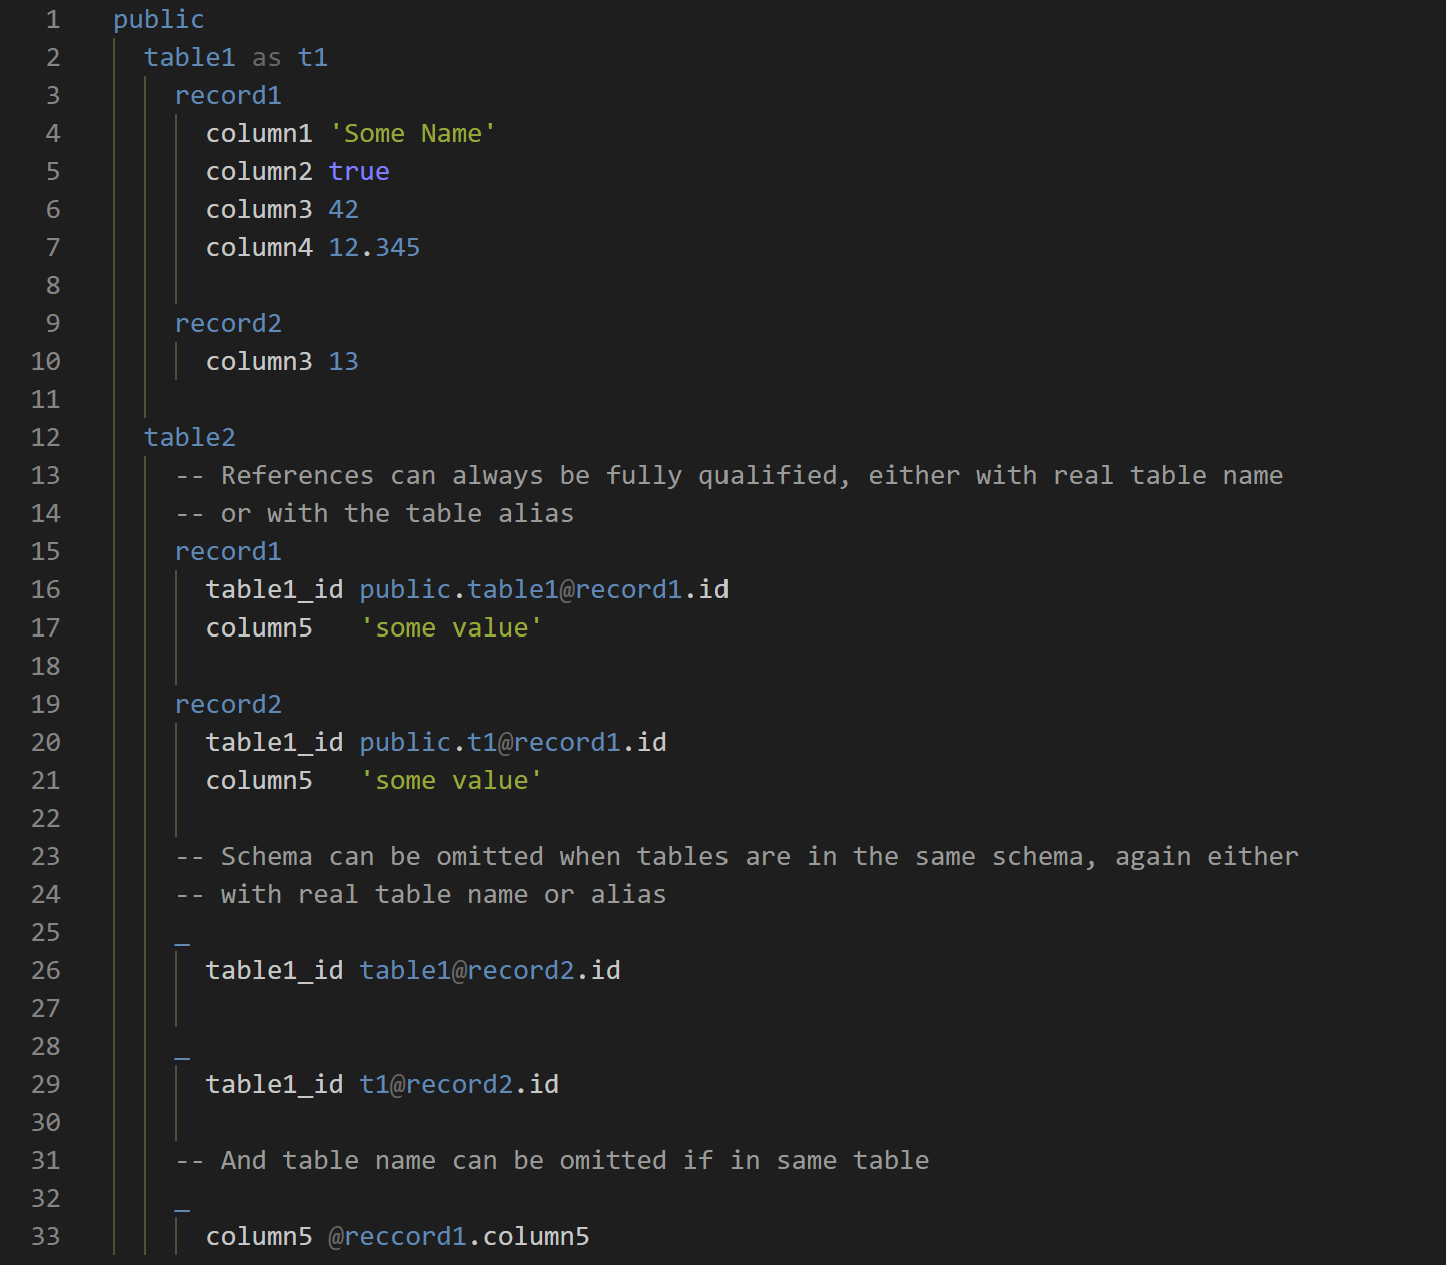 1 public
2   table1 as t1
3     record1
4       column1 'Some Name'
5       column2 true
6       column3 42
7       column4 12.345
8
9     record2
10       column3 13
11
12   table2
13     -- References can always be fully qualified, either with real table name
14     -- or with the table alias
15     record1
16       table1_id public.table1@record1.id
17       column5   'some value'
18
19     record2
20       table1_id public.t1@record1.id
21       column5   'some value'
22
23     -- Schema can be omitted when tables are in the same schema, again either
24     -- with real table name or alias
25     _
26       table1_id table1@record2.id
27
28     _
29       table1_id t1@record2.id
30
31     -- And table name can be omitted if in same table
32     _
33       column5 @reccord1.column5